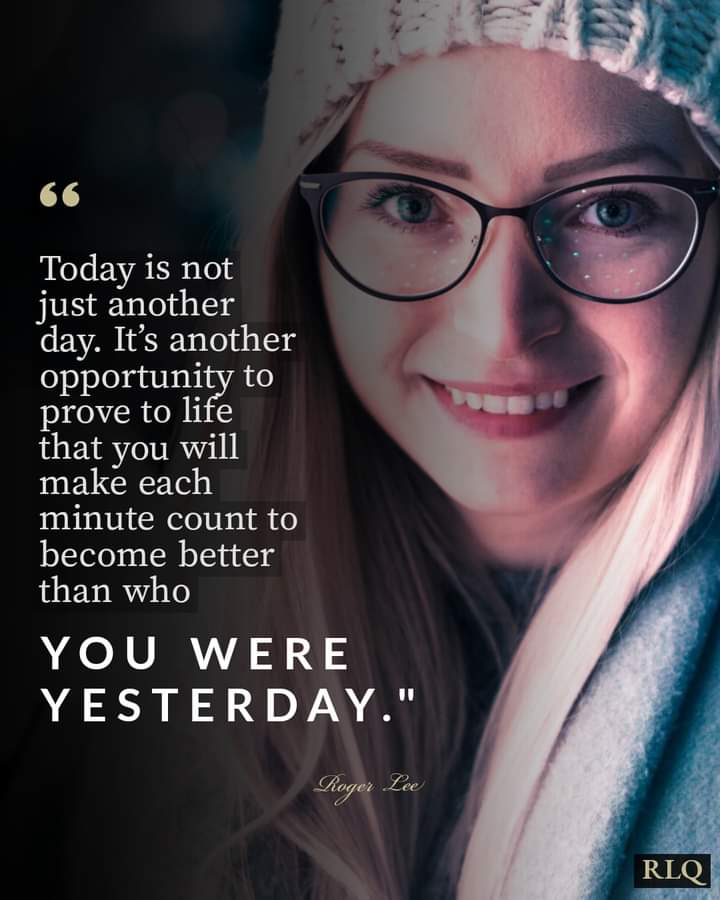 “
Today is not
just another
day. It’s another
opportunity to
prove to life
that you will
make each
minute count to
become better
than who
YOU WERE
YESTERDAY."
Roger Lee
RLQ